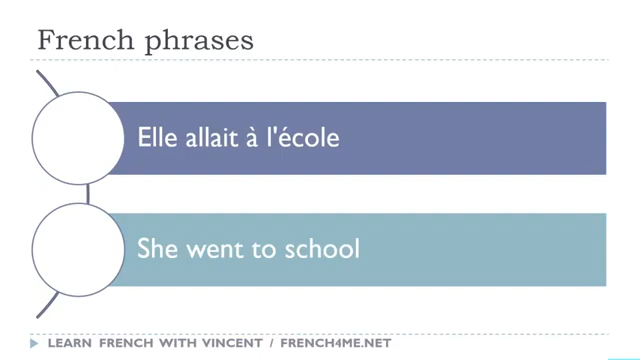 French phrases
Elle allait à l'école
She went to school
LEARN FRENCH WITH VINCENT / FRENCH4ME.NET